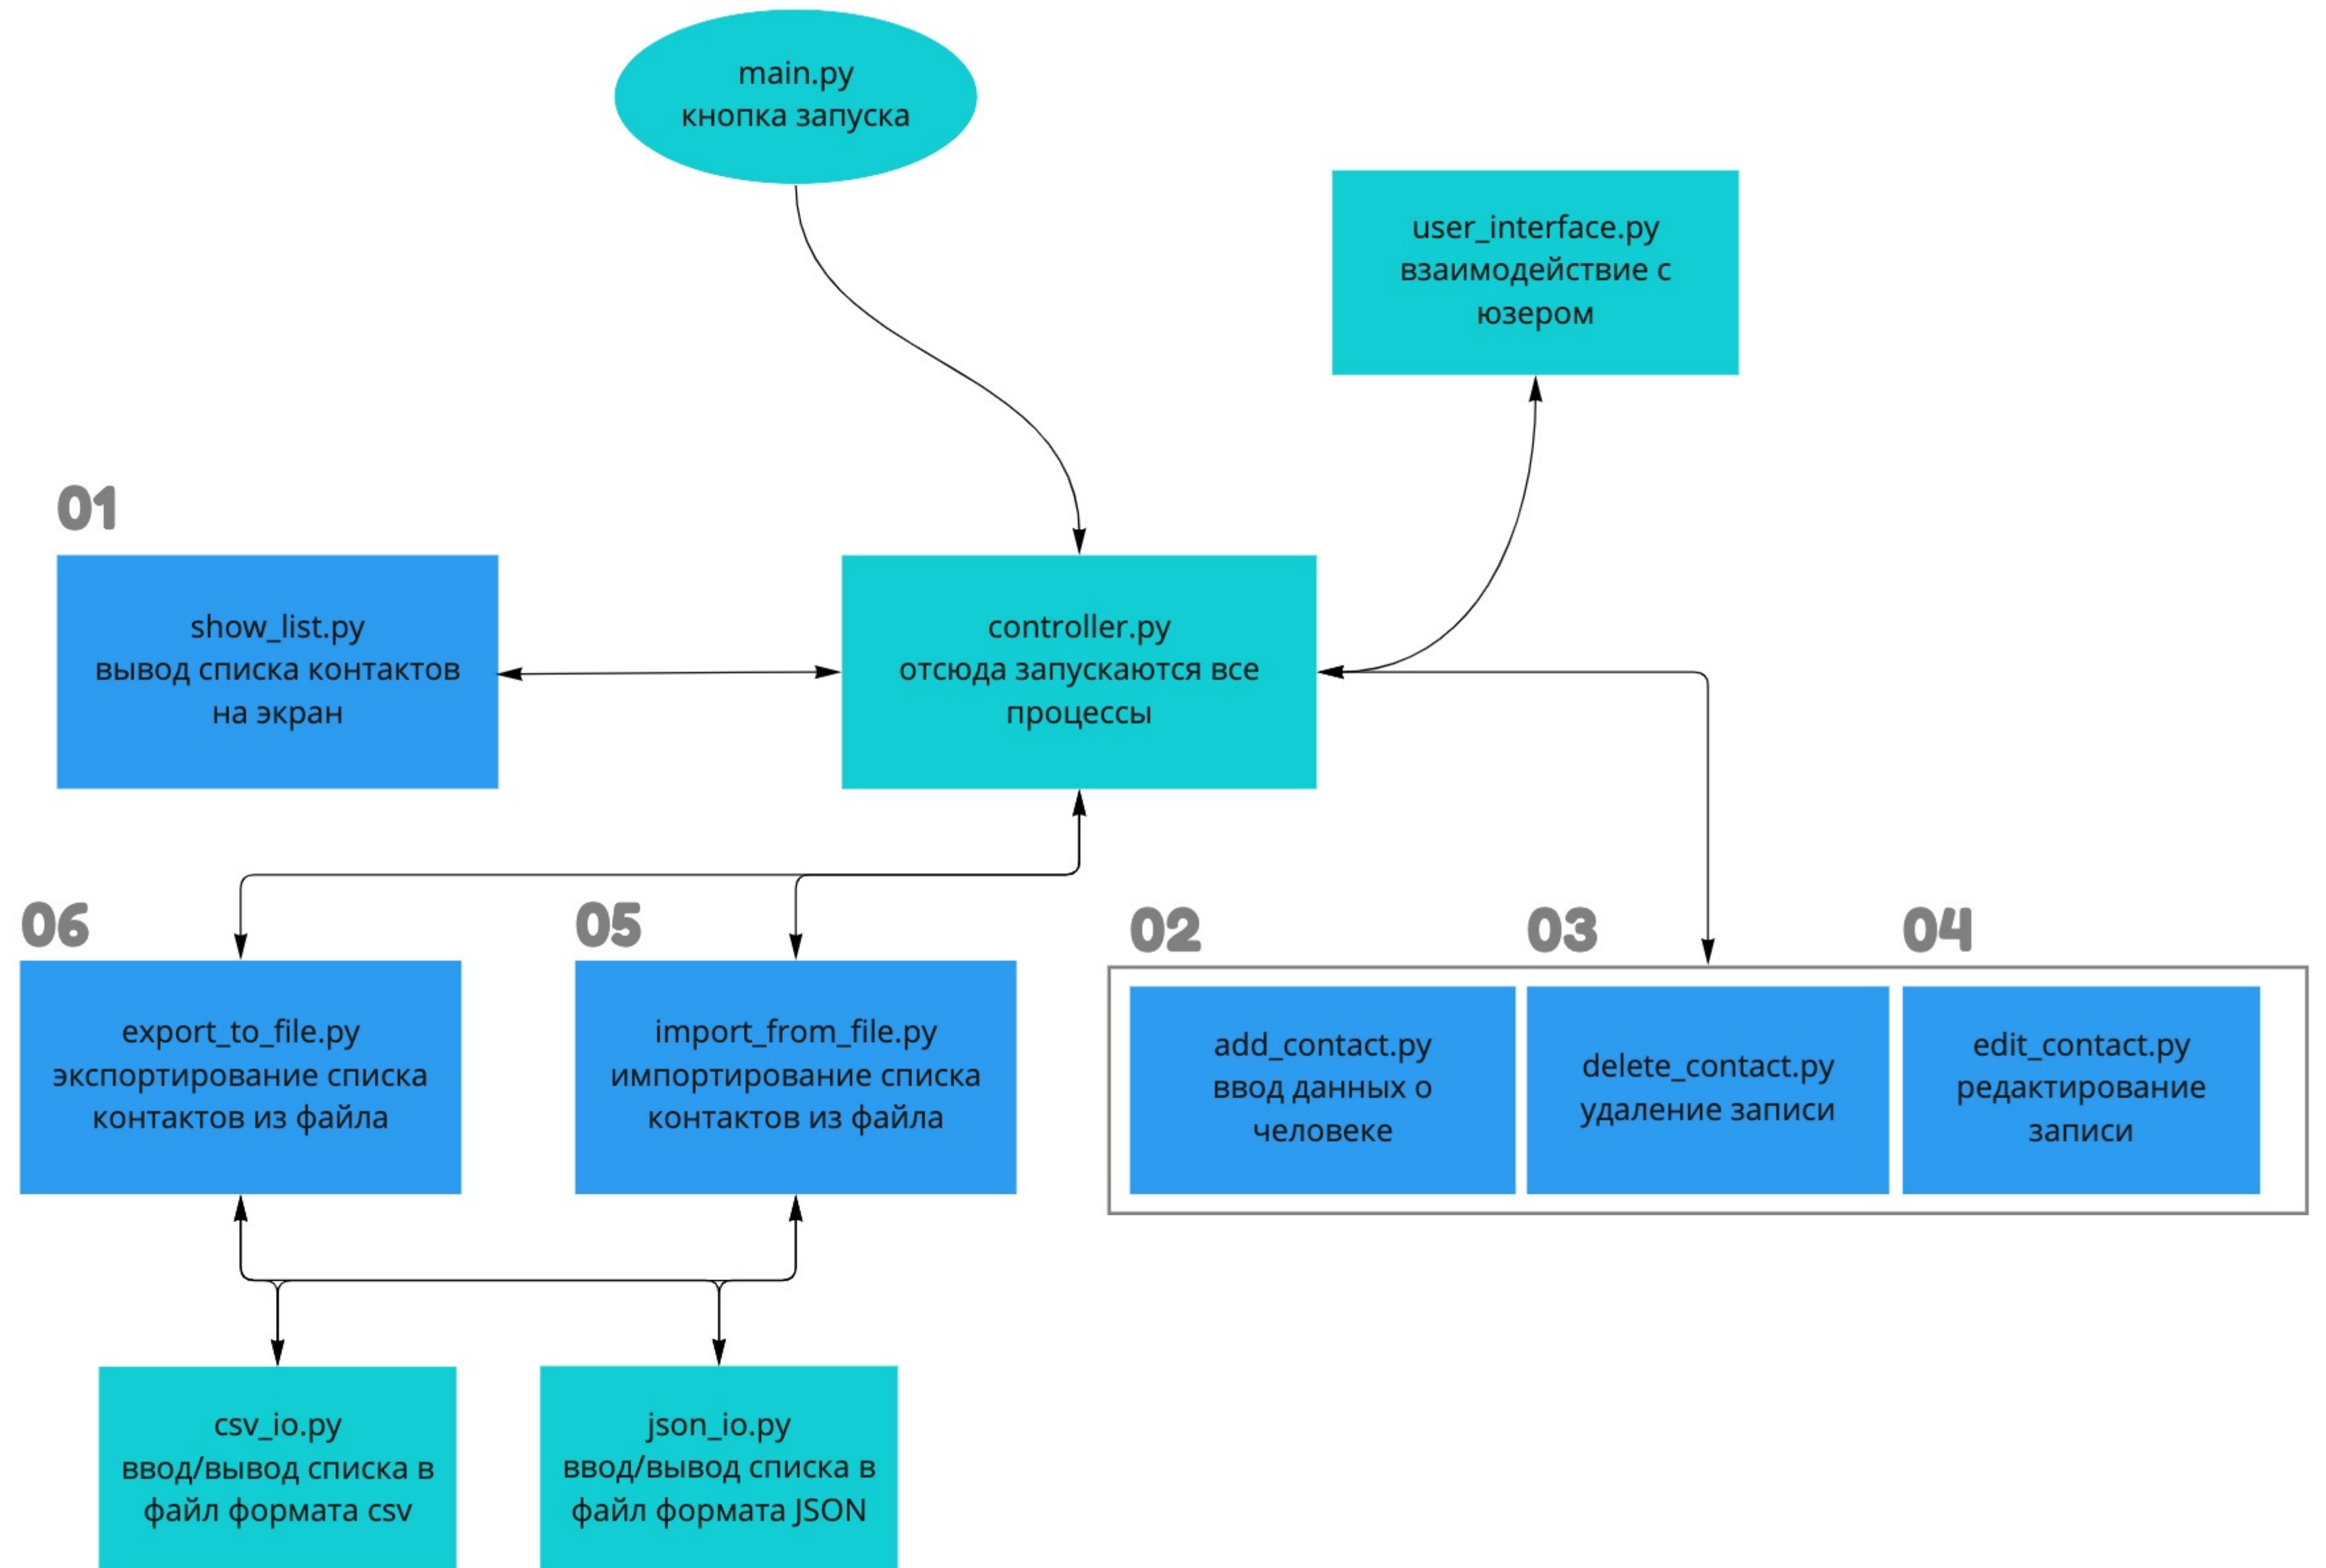 main.py
кнопка запуска
user_interface.py
взаимодействие с
юзером
01
show_list.py
вывод списка контактов
на экран
controller.py
отсюда запускаются все
процессы
06
export_to_file.py
экспортирование списка
контактов из файла
05
import_from_file.py
импортирование списка
контактов из файла
02
add_contact.py
ввод данных о
человеке
03
delete_contact.py
удаление записи
04
edit_contact.py
редактирование
записи
csv_io.py
ввод/вывод списка в
файл формата csv
json_io.py
ввод/вывод списка в
файл формата JSON